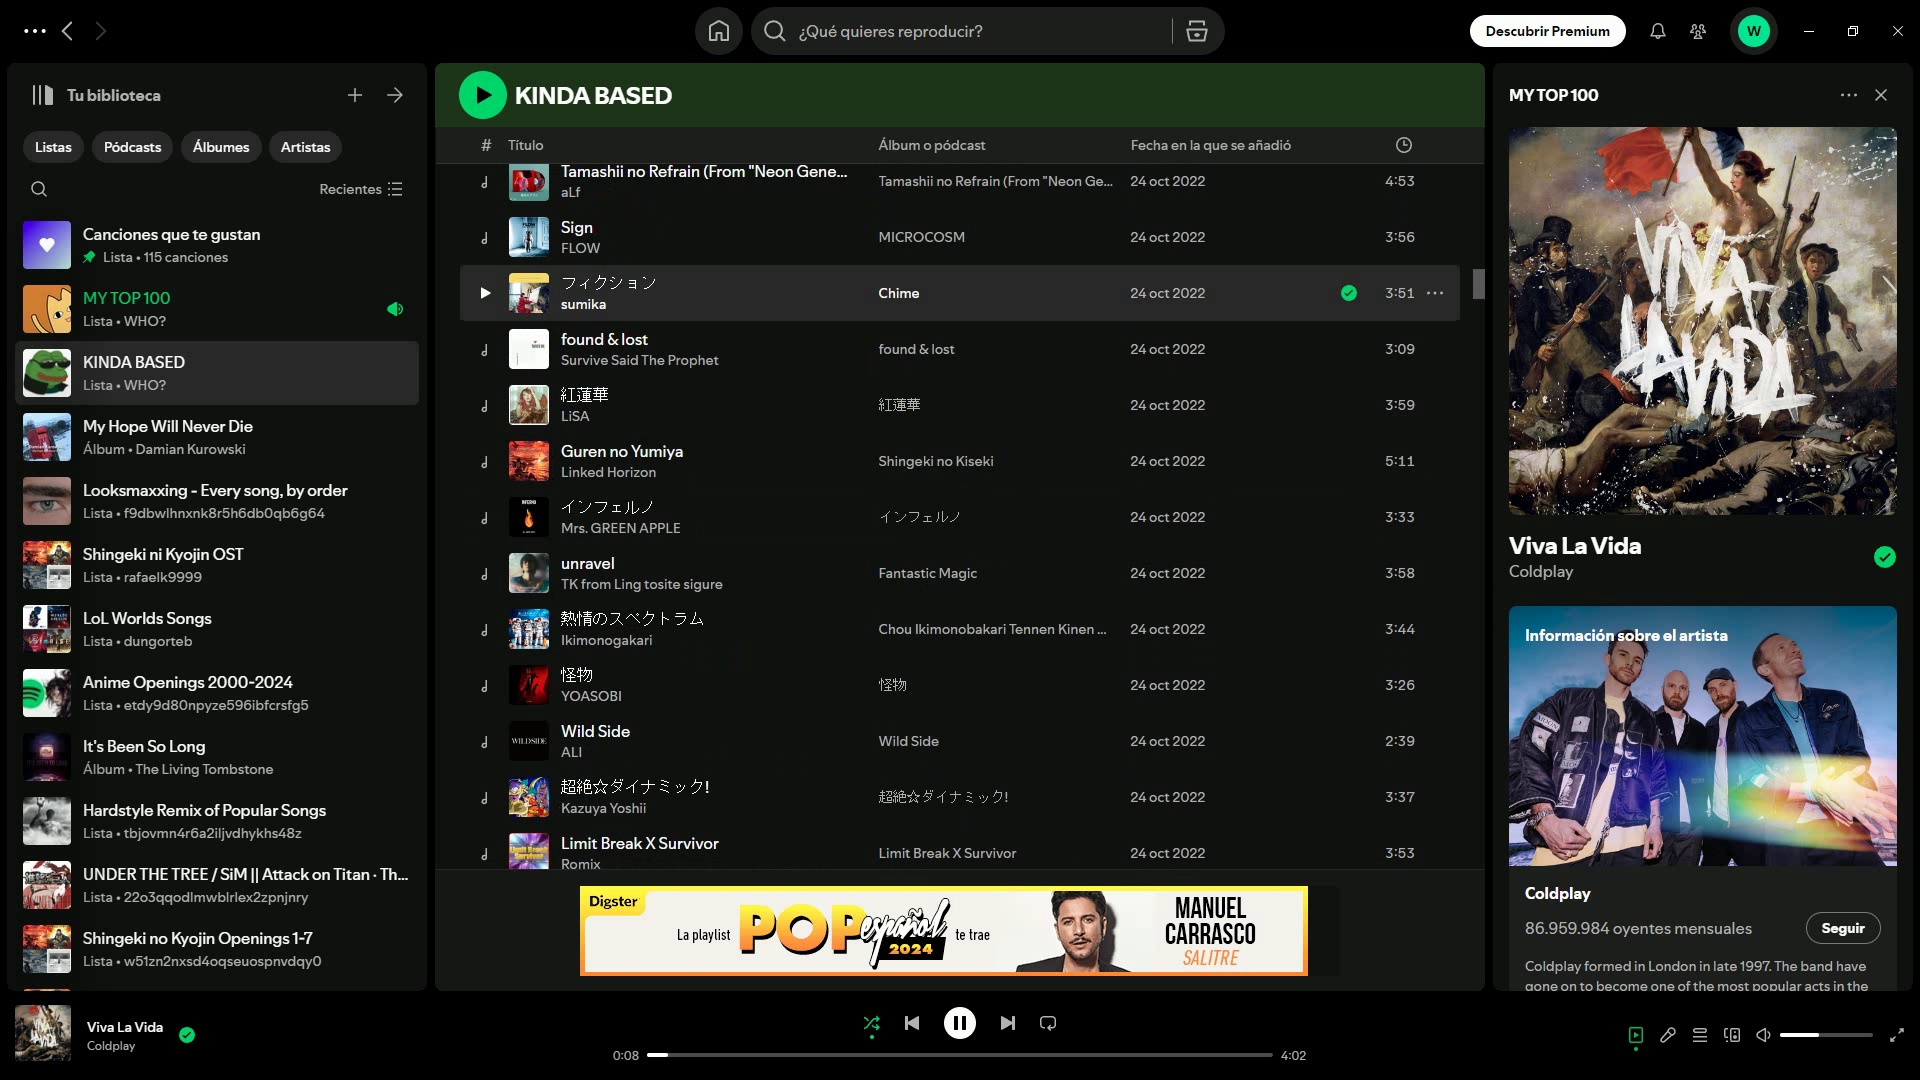 ¿Qué quieres reproducir?
Descubrir Premium
W
Tu biblioteca
Listas
Pódcasts
Álbumes
Artistas
Recientes
Canciones que te gustan
Lista • 115 canciones
MY TOP 100
Lista • WHO?
KINDA BASED
Lista • WHO?
My Hope Will Never Die
Álbum • Damian Kurowski
Looksmaxxing - Every song, by order
Lista • f9dbwlhnxnk8r5h6db0qb6g64
Shingeki ni Kyojin OST
Lista • rafaelk9999
LoL Worlds Songs
Lista • dungorteb
Anime Openings 2000-2024
Lista • etdy9d80npyze596ibfcrsfg5
It's Been So Long
Álbum • The Living Tombstone
Hardstyle Remix of Popular Songs
Lista • tbjovmn4r6a2iljvdhykhs48z
UNDER THE TREE / SiM || Attack on Titan · Th...
Lista • 22o3qqodlmwblrlex2zpnjnry
Shingeki no Kyojin Openings 1-7
Lista • w51zn2nxsd4oqseuospnvdqy0
KINDA BASED
# Título Álbum o pódcast Fecha en la que se añadió
Tamashii no Refrain (From "Neon Gene...
aLf
Tamashii no Refrain (From "Neon Ge... 24 oct 2022 4:53
Sign
FLOW
MICROCOSM 24 oct 2022 3:56
フィクション
sumika
Chime 24 oct 2022 3:51
found & lost
Survive Said The Prophet
found & lost 24 oct 2022 3:09
紅蓮華
LiSA
紅蓮華 24 oct 2022 3:59
Guren no Yumiya
Linked Horizon
Shingeki no Kiseki 24 oct 2022 5:11
インフェルノ
Mrs. GREEN APPLE
インフェルノ 24 oct 2022 3:33
unravel
TK from Ling tosite sigure
Fantastic Magic 24 oct 2022 3:58
熱情のスペクトラム
Ikimonogakari
Chou Ikimonobakari Tennen Kinen ... 24 oct 2022 3:44
怪物
YOASOBI
怪物 24 oct 2022 3:26
WILDSIDE
Wild Side
ALI
Wild Side 24 oct 2022 2:39
超絶☆ダイナミック!
Kazuya Yoshii
超絶☆ダイナミック! 24 oct 2022 3:37
Limit Break X Survivor
Romix
Limit Break X Survivor 24 oct 2022 3:53
Digster
La playlist
POP español 2024
te trae
MANUEL
CARRASCO
SALITRE
MY TOP 100
VIVA
LA VIDA
Viva La Vida
Coldplay
Información sobre el artista
Coldplay
86.959.984 oyentes mensuales
Seguir
Coldplay formed in London in late 1997. The band have
gone on to become one of the most popular acts in the
Viva La Vida
Coldplay
0:08
4:02